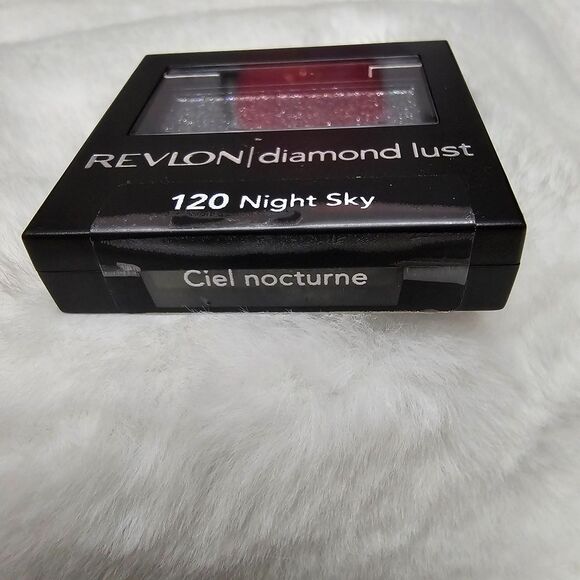 REVLON|diamond lust
120 Night Sky
Ciel nocturne